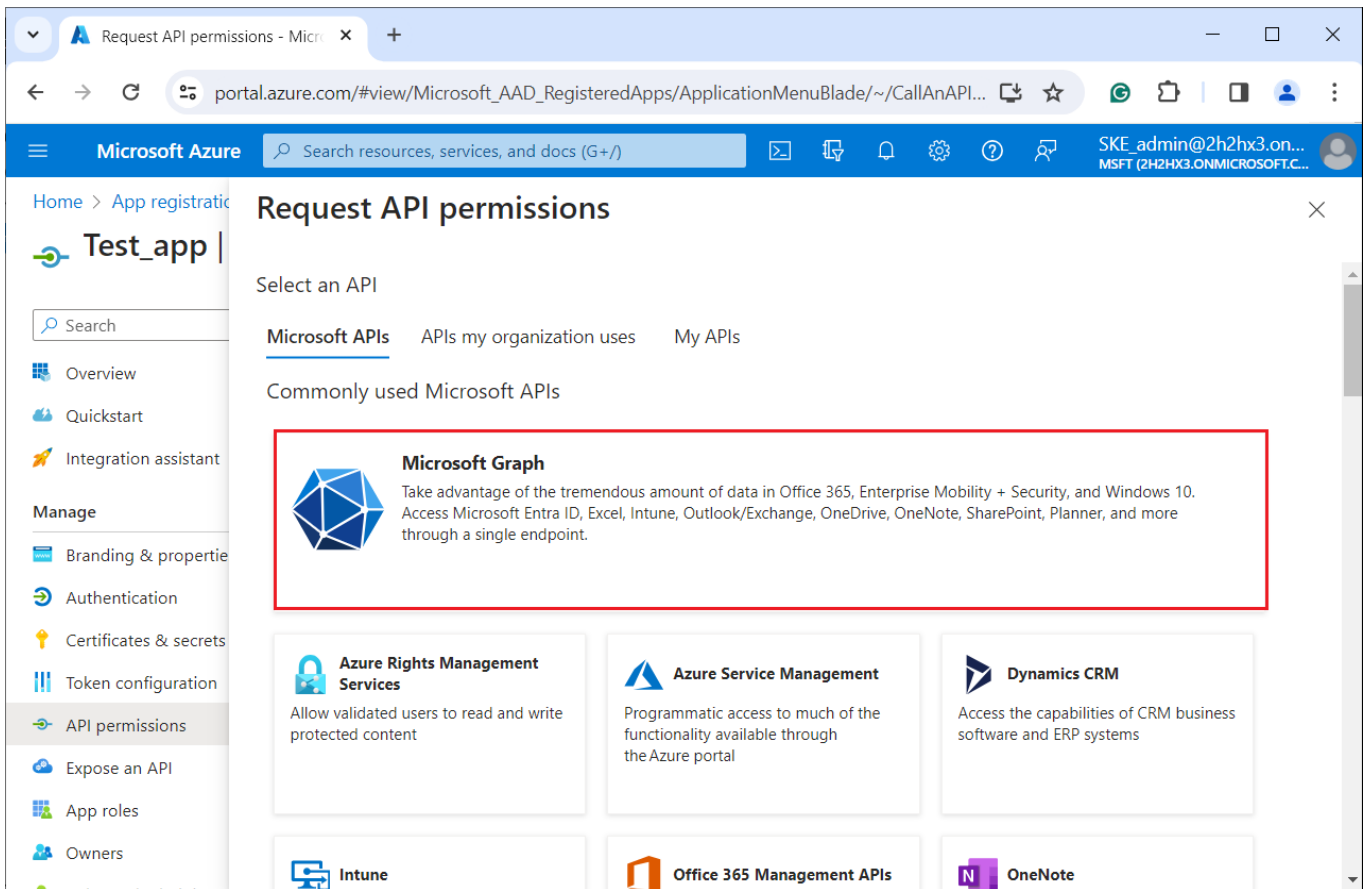 Request API permissions - Micr
portal.azure.com/#view/Microsoft_AAD_RegisteredApps/ApplicationMenuBlade/~/CallAnAPI...
Microsoft Azure
Search resources, services, and docs (G+/)
SKE_admin@2h2hx3.on...
MSFT (2H2HX3.ONMICROSOFT.C...
Home > App registratio
Test_app |
Search
Overview
Quickstart
Integration assistant
Manage
Branding & propertie
Authentication
Certificates & secrets
Token configuration
API permissions
Expose an API
App roles
Owners
Request API permissions
Select an API
Microsoft APIs
APIs my organization uses
My APIs
Commonly used Microsoft APIs
Microsoft Graph
Take advantage of the tremendous amount of data in Office 365, Enterprise Mobility + Security, and Windows 10.
Access Microsoft Entra ID, Excel, Intune, Outlook/Exchange, OneDrive, OneNote, SharePoint, Planner, and more
through a single endpoint.
Azure Rights Management
Services
Allow validated users to read and write
protected content
Azure Service Management
Programmatic access to much of the
functionality available through
the Azure portal
Dynamics CRM
Access the capabilities of CRM business
software and ERP systems
Intune
Office 365 Management APIs
OneNote